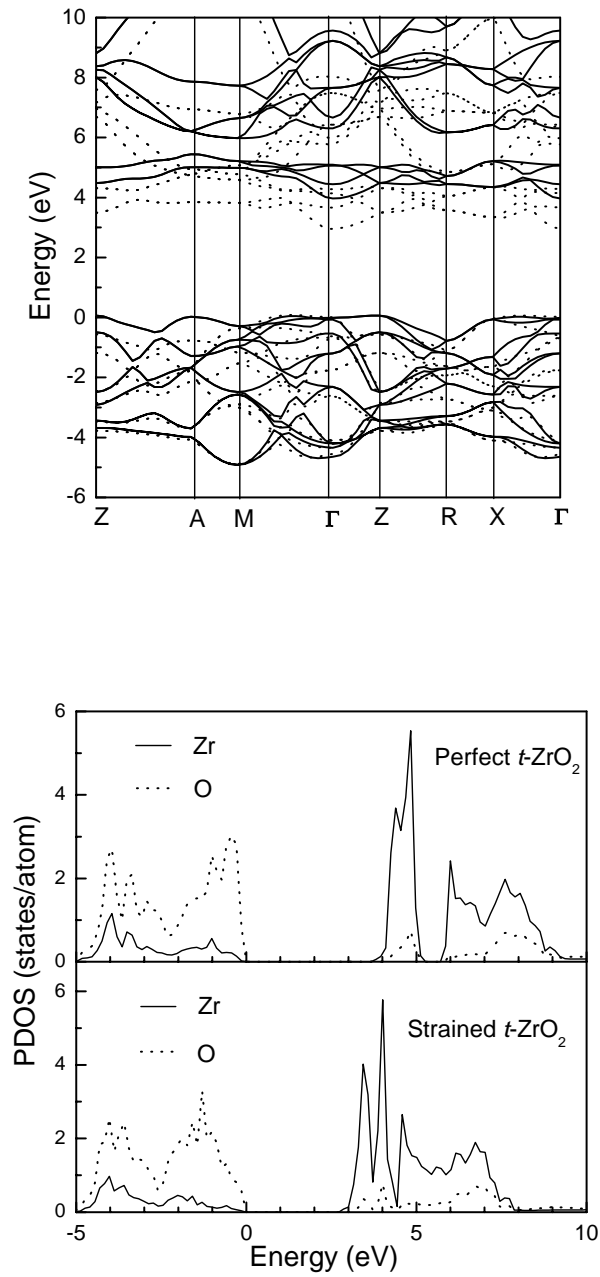 10
8
6
4
2
0
-2
-4
-6
Energy (eV)
Z A M Γ Z R X Γ
6
4
2
0
Zr
O
Perfect t-ZrO2
PDOS (states/atom)
6
4
2
0
Zr
O
Strained t-ZrO2
-5 0 5 10
Energy (eV)